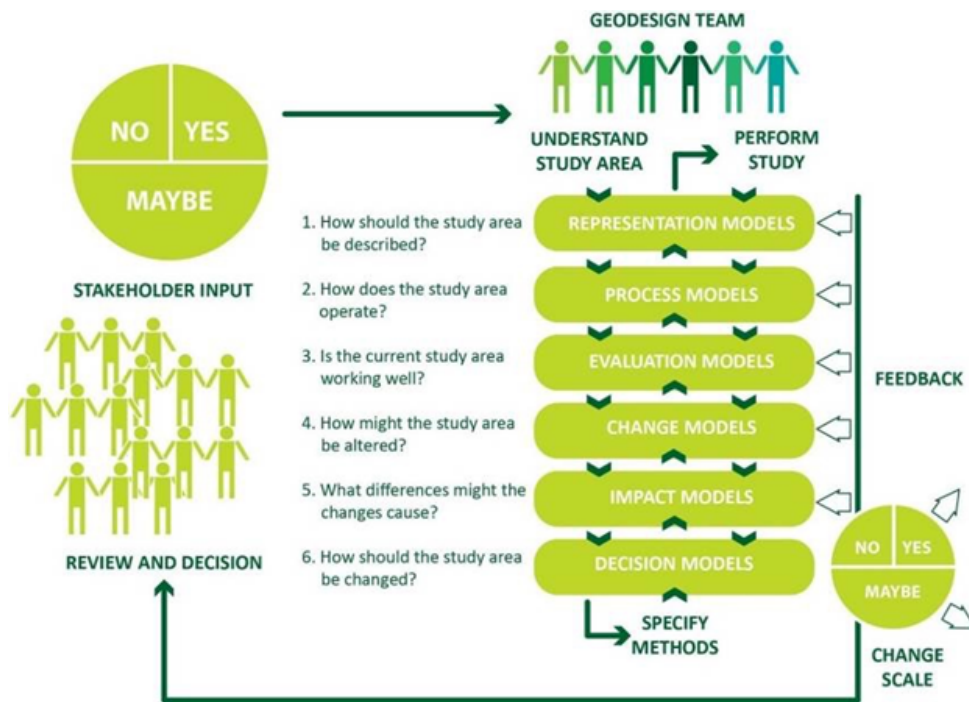 GEODESIGN TEAM
NO
YES
MAYBE
STAKEHOLDER INPUT
UNDERSTAND
STUDY AREA
PERFORM
STUDY
1. How should the study area
be described?
REPRESENTATION MODELS
2. How does the study area
operate?
PROCESS MODELS
3. Is the current study area
working well?
EVALUATION MODELS
4. How might the study area
be altered?
CHANGE MODELS
5. What differences might the
changes cause?
IMPACT MODELS
6. How should the study area
be changed?
DECISION MODELS
SPECIFY
METHODS
FEEDBACK
NO
YES
MAYBE
CHANGE
SCALE
REVIEW AND DECISION